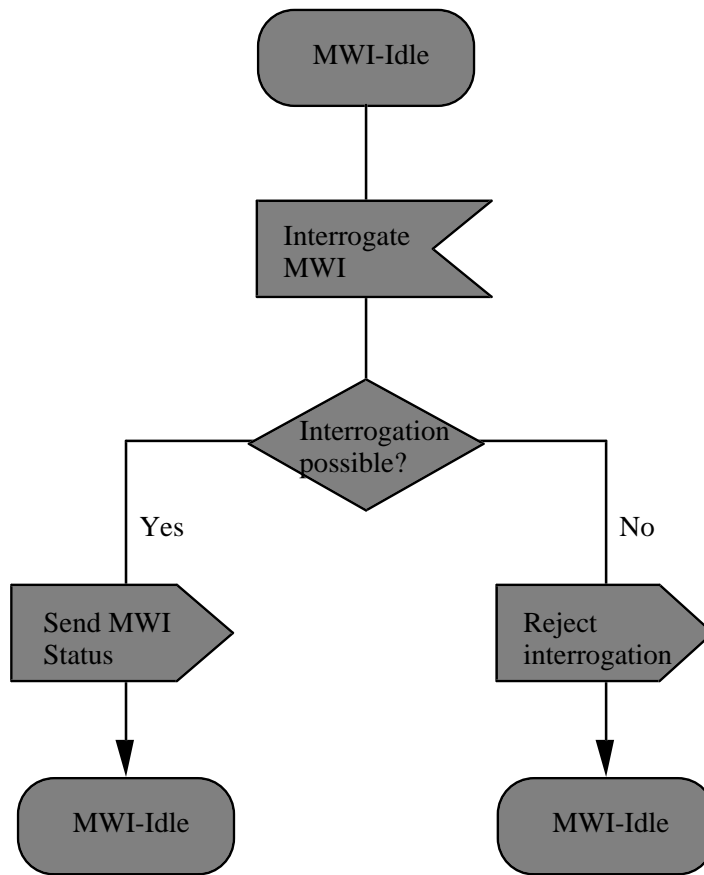 MWI-Idle
Interrogate
MWI
Interrogation
possible?
Yes
No
Send MWI
Status
Reject
interrogation
MWI-Idle
MWI-Idle